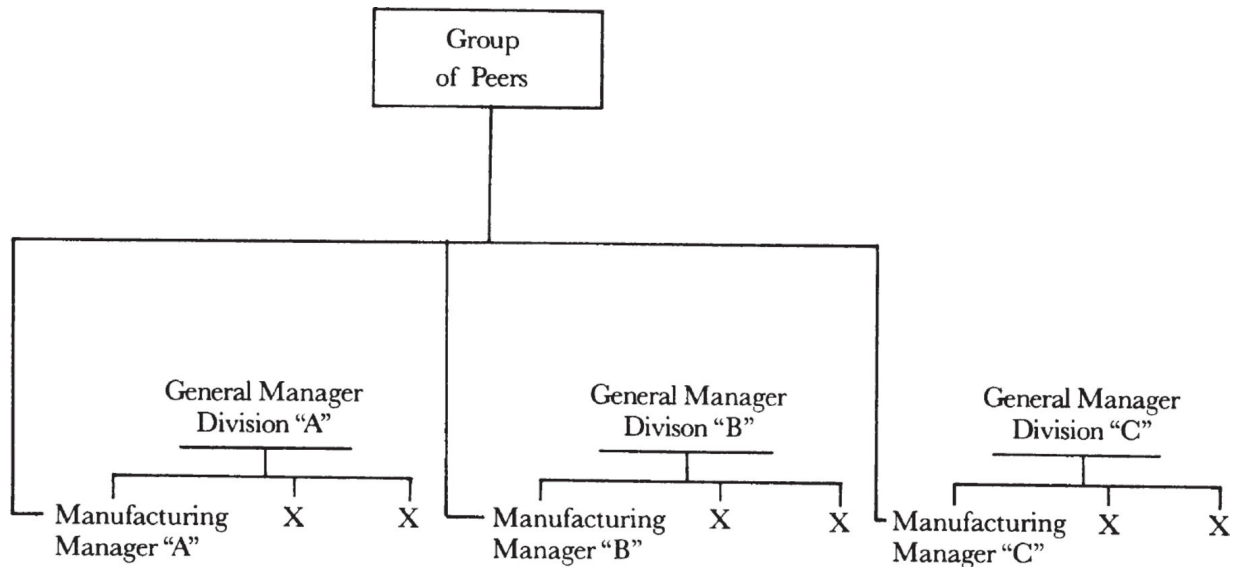 Group
of Peers
General Manager
Division “A”
General Manager
Divison “B”
General Manager
Division “C”
Manufacturing
Manager “A”
X
X
Manufacturing
Manager “B”
X
X
Manufacturing
Manager “C”
X
X